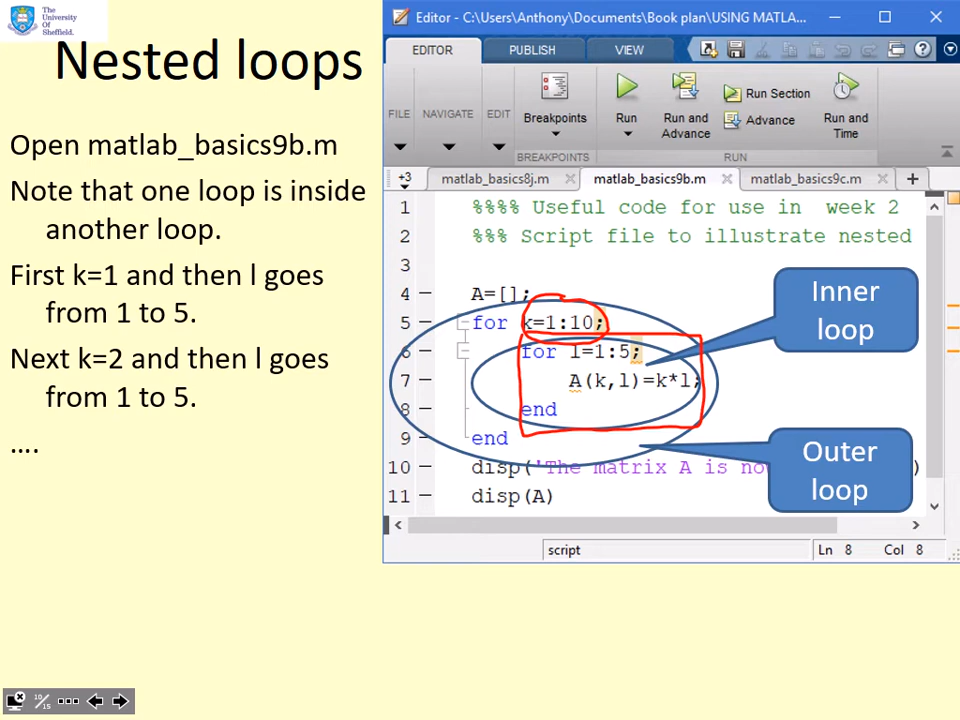 The
University
Of
Sheffield.
Nested loops
Open matlab_basics9b.m
Note that one loop is inside
another loop.
First k=1 and then l goes
from 1 to 5.
Next k=2 and then l goes
from 1 to 5.
....
Editor - C:\Users\Anthony\Documents\Book plan\USING MATLA...
EDITOR PUBLISH VIEW
FILE NAVIGATE EDIT Breakpoints Run Run and Advance Run Section Advance Run and Time
BREAKPOINTS RUN
+3 matlab_basics8j.m matlab_basics9b.m matlab_basics9c.m
1 %%%% Useful code for use in week 2
2 %%% Script file to illustrate nested
3
4 A=[];
5 for k=1:10;
6 for l=1:5;
7 A(k,l)=k*l;
8 end
9 end
10 disp('The matrix A is )
11 disp(A)
Inner
loop
Outer
loop
script Ln 8 Col 8
10/15